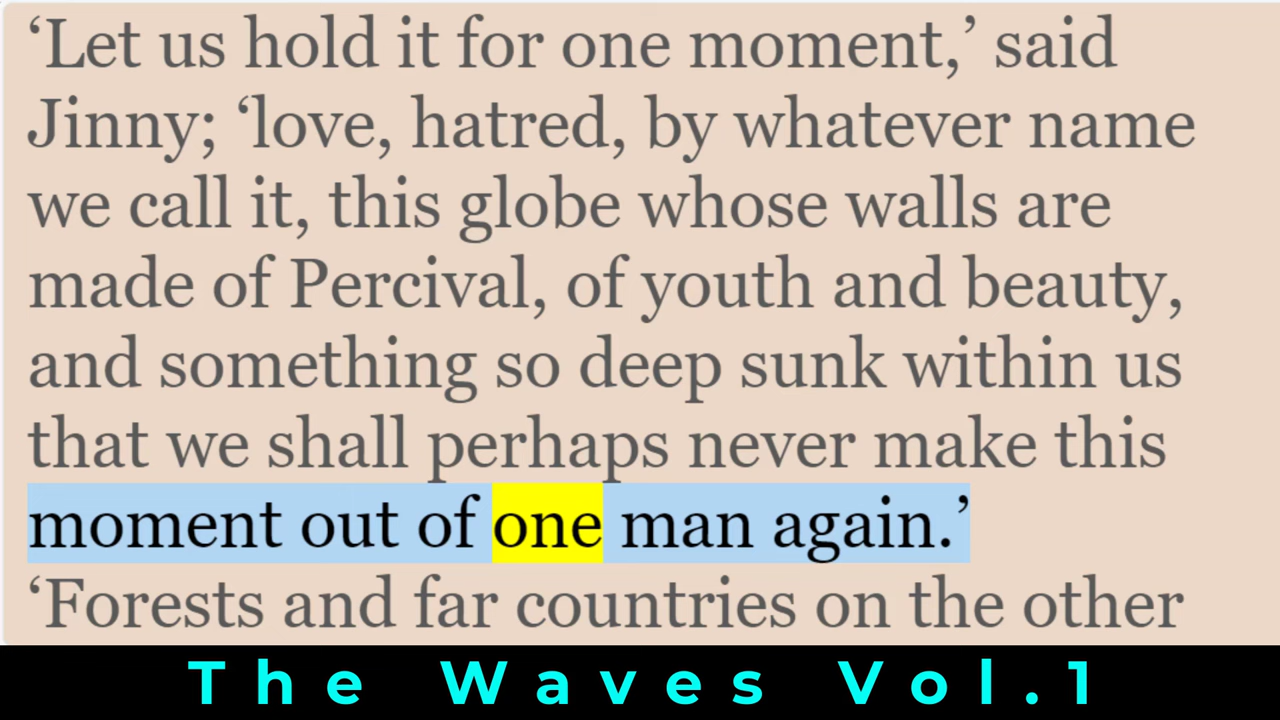 ‘Let us hold it for one moment,’ said
Jinny; ‘love, hatred, by whatever name
we call it, this globe whose walls are
made of Percival, of youth and beauty,
and something so deep sunk within us
that we shall perhaps never make this
moment out of one man again.’
‘Forests and far countries on the other
The Waves Vol.1